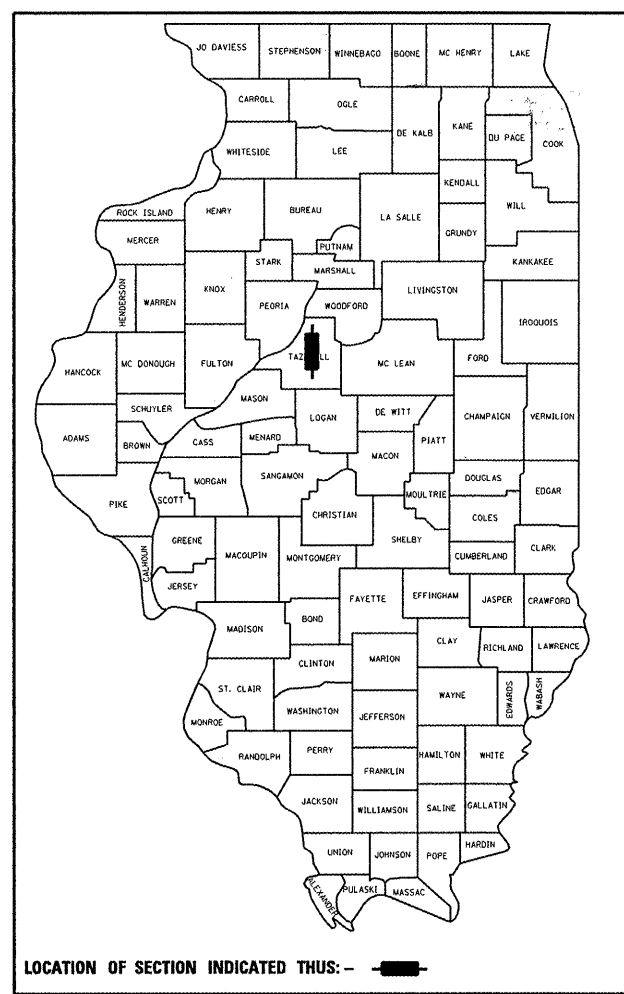 JO DAVIESS STEPHENSON WINNEBAGO BOONE MC HENRY LAKE
CARROLL OGLE
DE KALB KANE DU PAGE COOK
WHITESIDE LEE
KENDALL WILL
ROCK ISLAND HENRY BUREAU LA SALLE
MERCER PUTNAM GRUNDY
STARK MARSHALL KANKAKEE
HENDERSON WARREN KNOX PEORIA WOODFORD LIVINGSTON IROQUOIS
HANCOCK MC DONOUGH FULTON MC LEAN FORD
MASON
SCHUYLER LOGAN DE WITT CHAMPAIGN VERMILION
ADAMS BROWN CASS MENARD PIATT
MACON
PIKE SCOTT MORGAN SANGAMON MOULTRIE DOUGLAS EDGAR
CHRISTIAN COLES
CALHOUN GREENE MACOUPIN MONTGOMERY SHELBY CUMBERLAND CLARK
JERSEY
FAYETTE EFFINGHAM JASPER CRAWFORD
MADISON BOND
CLAY RICHLAND LAWRENCE
CLINTON MARION
ST. CLAIR WAYNE EDWARDS WABASH
WASHINGTON JEFFERSON
MONROE
RANDOLPH PERRY HAMILTON WHITE
FRANKLIN
JACKSON WILLIAMSON SALINE GALLATIN
UNION JOHNSON POPE HARDIN
ALEXANDER PULASKI MASSAC
LOCATION OF SECTION INDICATED THUS: -